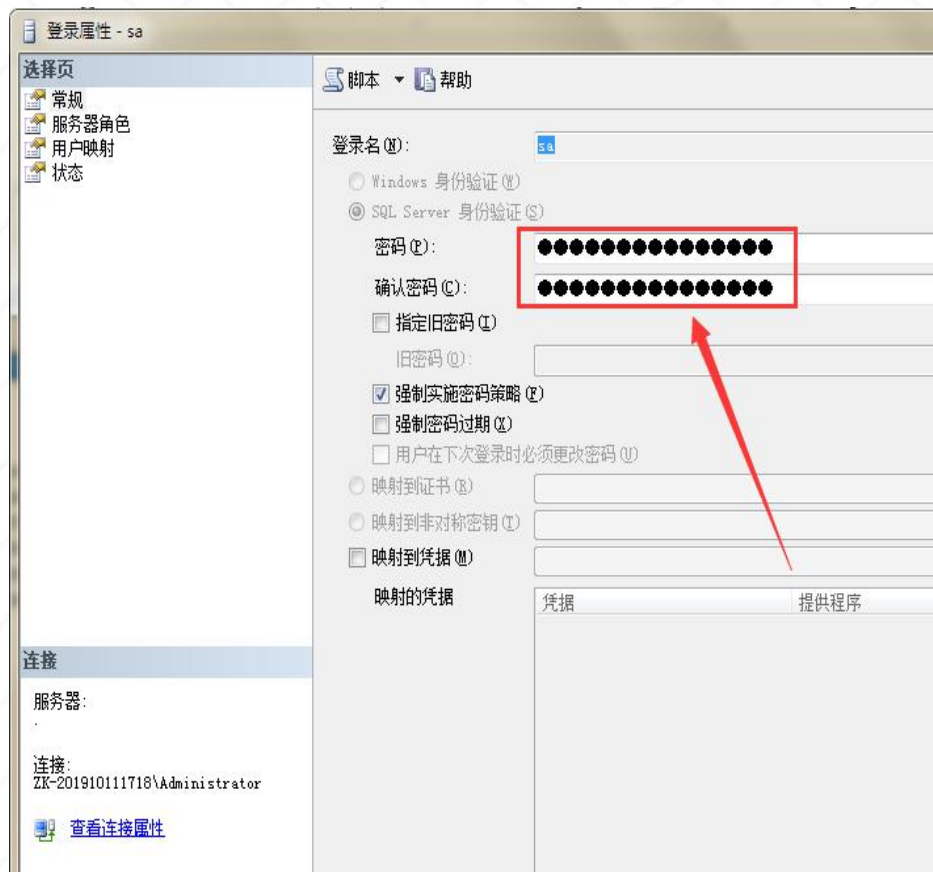 登录属性 - sa
选择页
常规
服务器角色
用户映射
状态
脚本 帮助
登录名(N): sa
Windows 身份验证(W)
SQL Server 身份验证(S)
密码(P): ●●●●●●●●●●●●●●●
确认密码(C): ●●●●●●●●●●●●●●●
指定旧密码(I)
旧密码(O):
强制实施密码策略(F)
强制密码过期(X)
用户在下次登录时必须更改密码(U)
映射到证书(R)
映射到非对称密钥(T)
映射到凭据(M)
映射的凭据
凭据 提供程序
连接
服务器:
.
连接:
ZK-201910111718\Administrator
查看连接属性